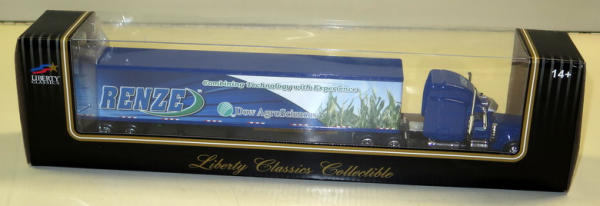 LIBERTY
CLASSICS
14+
Combining Technology with Experience
RENZE
Dow AgroSciences
Liberty Classics Collectible